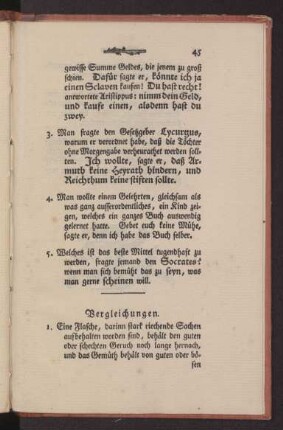 45
gewisse Summe Geldes, die jenem zu groß
schien. Dafür sagte er, könnte ich ja
einen Sclaven kaufen! Du hast recht!
antwortete Aristippus: nimm dein Geld,
und kaufe einen, alsdenn hast du
zwey.
3. Man fragte den Gesetzgeber Lycurgus,
warum er verordnet habe, daß die Töchter
ohne Morgengabe verheurathet werden soll-
ten. Ich wollte, sagte er, daß Ar-
muth keine Heyrath hindern, und
Reichthum keine stiften sollte.
4. Man wollte einem Gelehrten, gleichsam als
was ganz ausserordentliches, ein Kind zei-
gen, welches ein ganzes Buch auswendig
gelernet hatte. Gebet euch keine Mühe,
sagte er, denn ich habe das Buch selber.
5. Welches ist das beste Mittel tugendhaft zu
werden, fragte jemand den Socrates?
wenn man sich bemüht das zu seyn, was
man gerne scheinen will.
Vergleichungen.
1. Eine Flasche, darinn stark riechende Sachen
aufbehalten worden sind, behält den guten
oder schlechten Geruch noch lange hernach,
und das Gemüth behält von guten oder bö-
sen